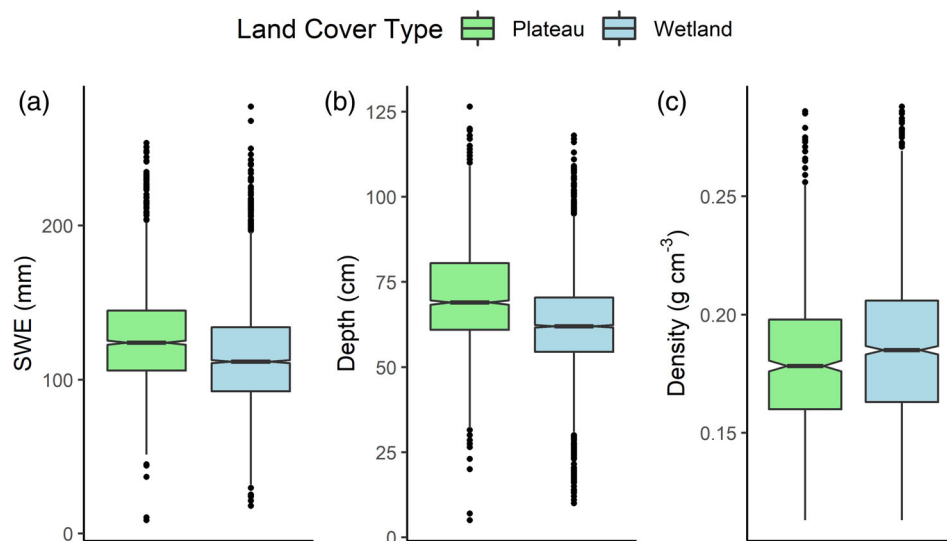 Land Cover Type Plateau Wetland
(a)
SWE (mm)
200
100
0
(b)
Depth (cm)
125
100
75
50
25
0
(c)
Density (g cm⁻³)
0.25
0.20
0.15